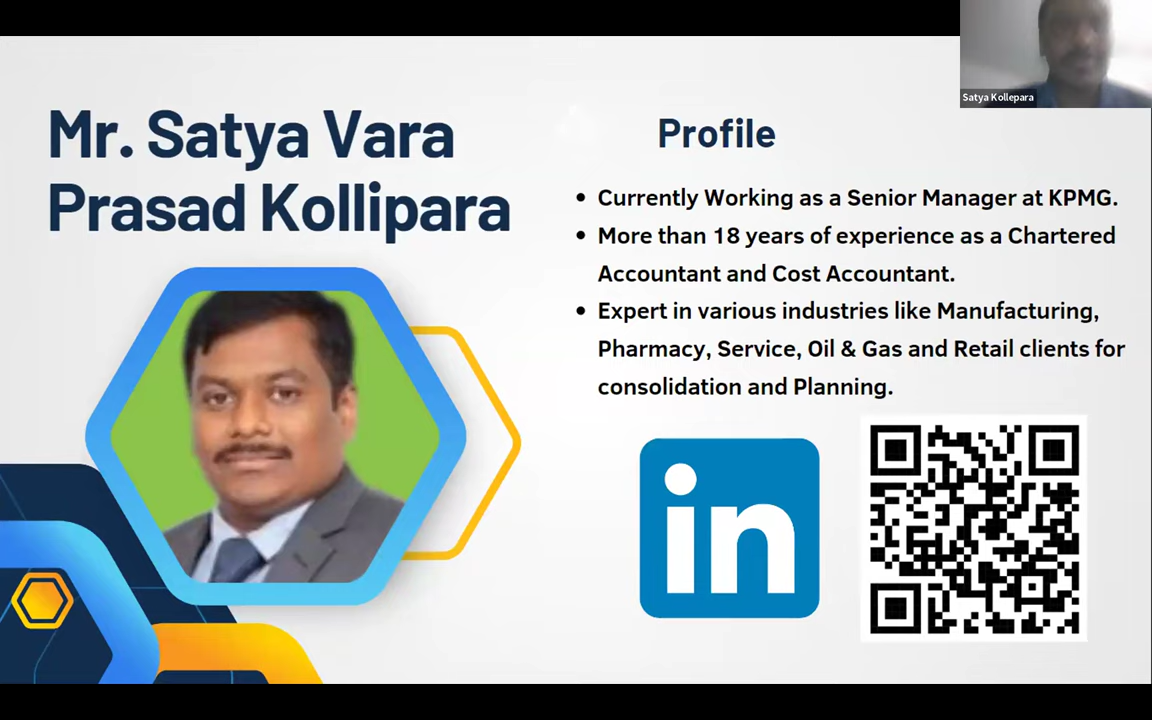 Satya Kollepara
Mr. Satya Vara
Prasad Kollipara
Profile
• Currently Working as a Senior Manager at KPMG.
• More than 18 years of experience as a Chartered
Accountant and Cost Accountant.
• Expert in various industries like Manufacturing,
Pharmacy, Service, Oil & Gas and Retail clients for
consolidation and Planning.
in